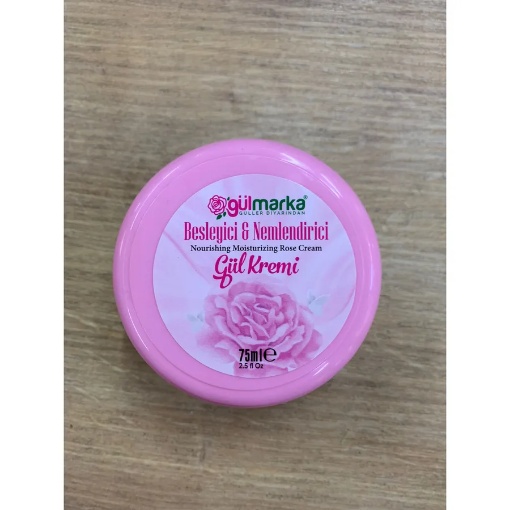 gülmarka®
GÜLLER DİYARINDAN
Besleyici & Nemlendirici
Nourishing Moisturizing Rose Cream
Gül Kremi
75ml℮
2.5 fl Oz